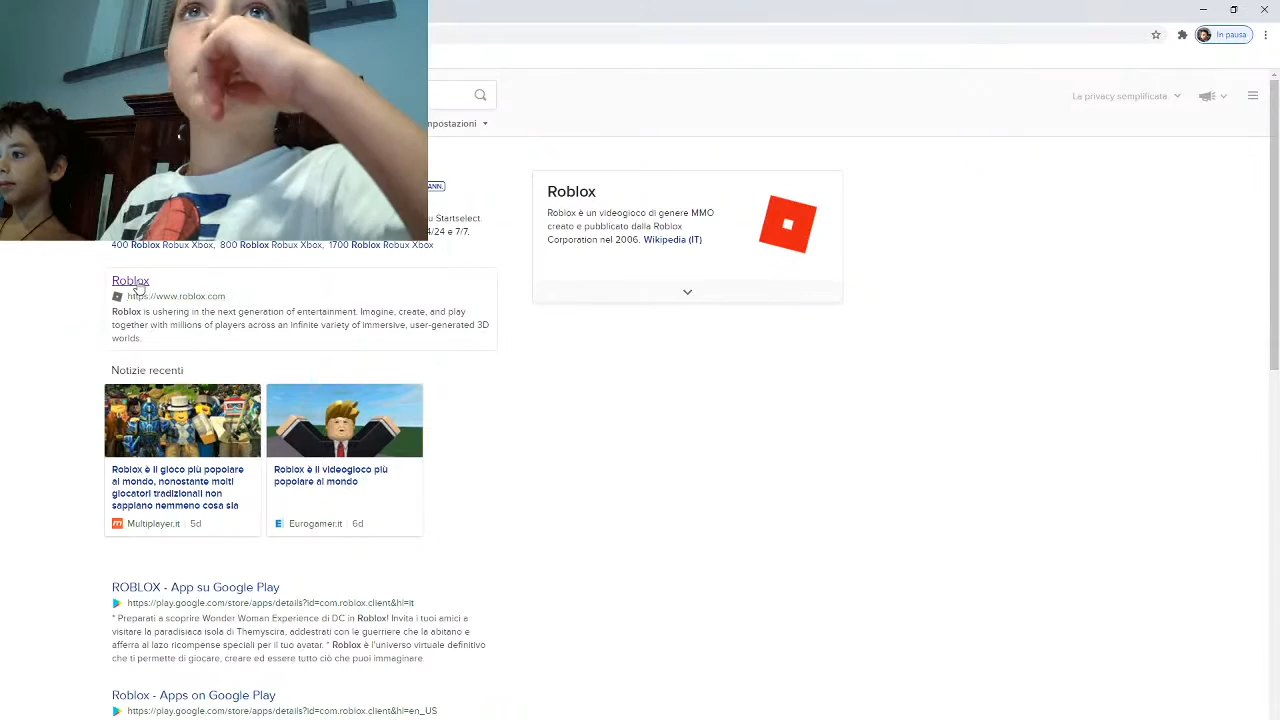 In pausa
La privacy semplificata.
mpostazioni
ANN.
u Startselect.
4/24 e 7/7.
400 Roblox Robux Xbox, 800 Roblox Robux Xbox, 1700 Roblox Robux Xbox
Roblox
Roblox è un videogioco di genere MMO
creato e pubblicato dalla Roblox
Corporation nel 2006. Wikipedia (IT)
Roblox
https://www.roblox.com
Roblox is ushering in the next generation of entertainment. Imagine, create, and play
together with millions of players across an infinite variety of immersive, user-generated 3D
worlds.
Notizie recenti
Roblox è il gioco più popolare
al mondo, nonostante molti
giocatori tradizionali non
sappiano nemmeno cosa sia
Multiplayer.it 5d
Roblox è il videogioco più
popolare al mondo
Eurogamer.it 6d
ROBLOX - App su Google Play
https://play.google.com/store/apps/details?id=com.roblox.client&hl=it
" Preparati a scoprire Wonder Woman Experience di DC in Roblox! Invita i tuoi amici a
visitare la paradisiaca isola di Themyscira, addestrati con le guerriere che la abitano e
afferra al lazo ricompense speciali per il tuo avatar. " Roblox è l'universo virtuale definitivo
che ti permette di giocare, creare ed essere tutto ciò che puoi immaginare.
Roblox - Apps on Google Play
https://play.google.com/store/apps/details?id=com.roblox.client&hl=en_US